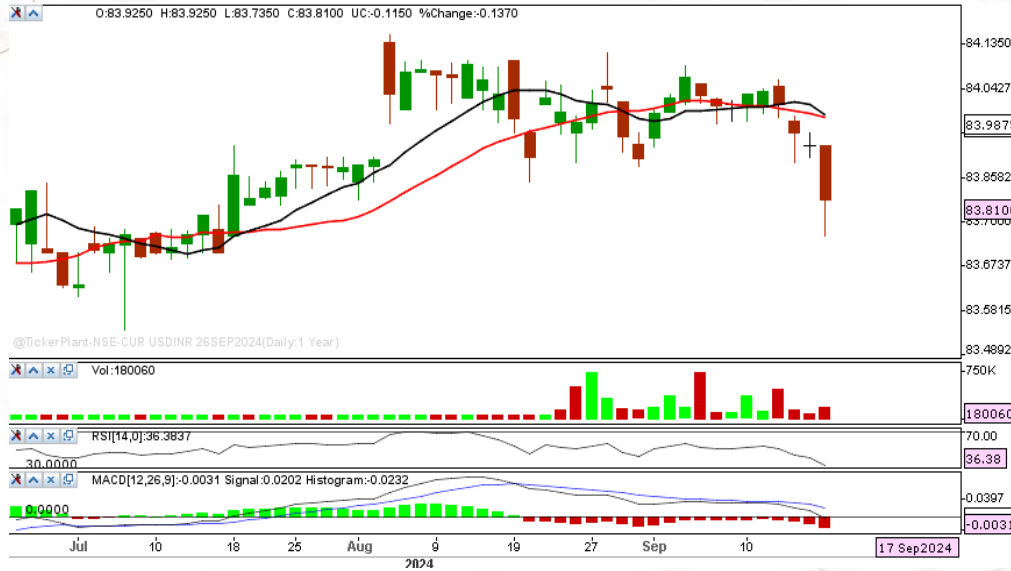 O:83.9250 H:83.9250 L:83.7350 C:83.8100 UC:-0.1150 %Change:-0.1370
84.1350
84.0427
83.987
83.8582
83.810
83.6737
83.5815
83.4892
@TickerPlant-NSE-CUR USDINR 26SEP2024(Daily:1 Year)
Vol:180060
750K
180060
RSI[14,0]:36.3837
70.00
36.38
30.0000
MACD[12,26,9]:-0.0031 Signal:0.0202 Histogram:-0.0232
0.0397
0.0000
-0.0031
Jul 10 18 25 Aug 9 19 27 Sep 10 17 Sep2024
2024